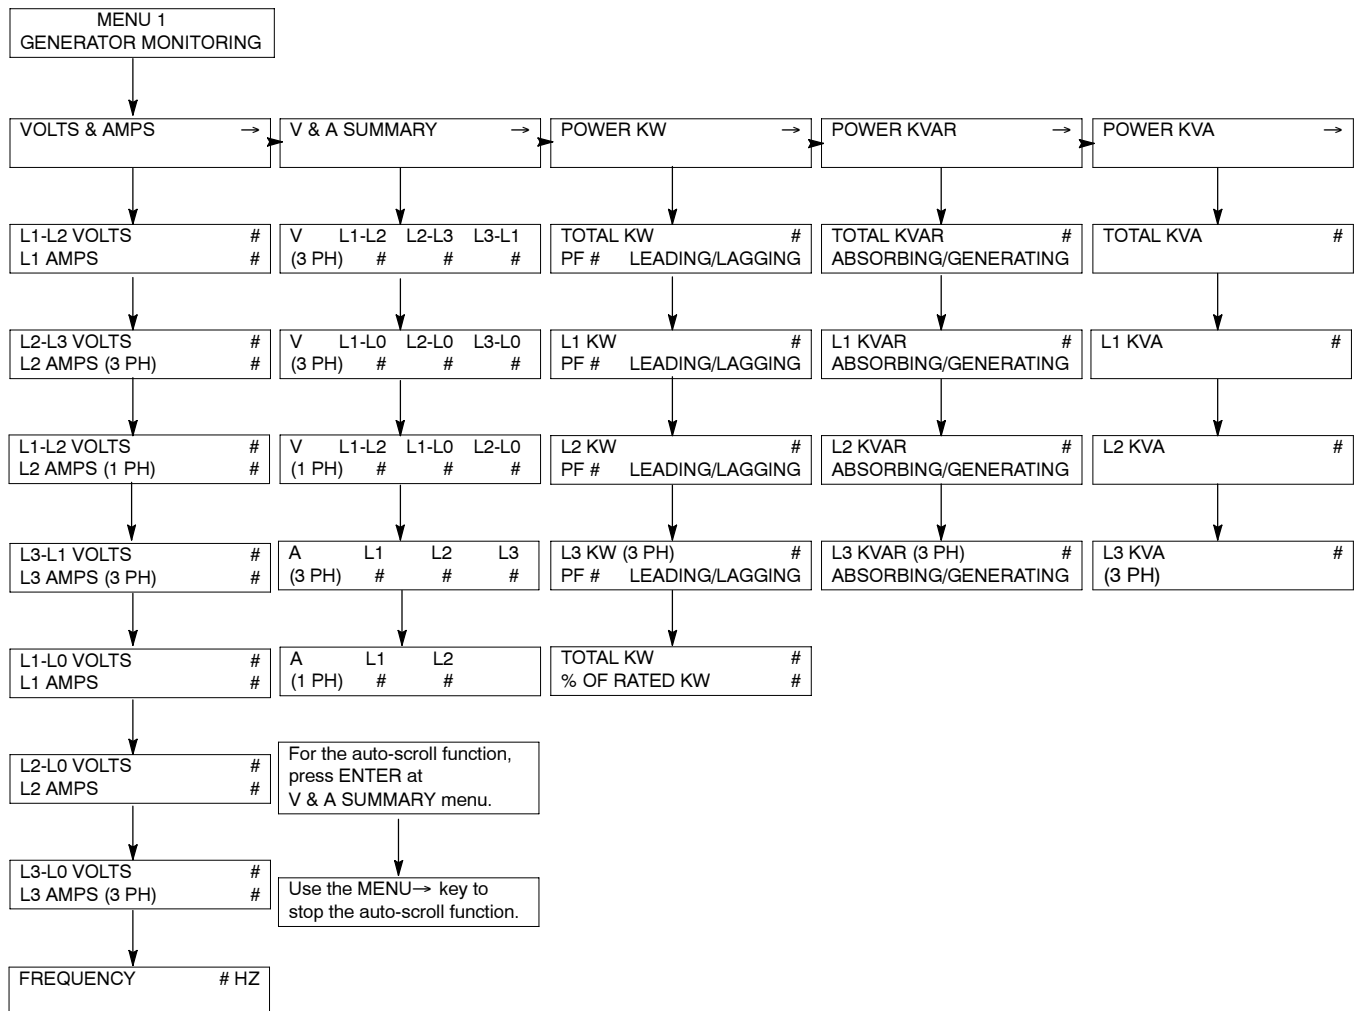 MENU 1
GENERATOR MONITORING
VOLTS & AMPS →
V & A SUMMARY →
POWER KW →
POWER KVAR →
POWER KVA →
L1-L2 VOLTS #
L1 AMPS #
L2-L3 VOLTS #
L2 AMPS (3 PH) #
L1-L2 VOLTS #
L2 AMPS (1 PH) #
L3-L1 VOLTS #
L3 AMPS (3 PH) #
L1-L0 VOLTS #
L1 AMPS #
L2-L0 VOLTS #
L2 AMPS #
L3-L0 VOLTS #
L3 AMPS (3 PH) #
FREQUENCY # HZ
V L1-L2 L2-L3 L3-L1
(3 PH) # # #
V L1-L0 L2-L0 L3-L0
(3 PH) # # #
V L1-L2 L1-L0 L2-L0
(1 PH) # # #
A L1 L2 L3
(3 PH) # # #
A L1 L2
(1 PH) # #
For the auto-scroll function,
press ENTER at
V & A SUMMARY menu.
Use the MENU→ key to
stop the auto-scroll function.
TOTAL KW #
PF # LEADING/LAGGING
L1 KW #
PF # LEADING/LAGGING
L2 KW #
PF # LEADING/LAGGING
L3 KW (3 PH) #
PF # LEADING/LAGGING
TOTAL KW #
% OF RATED KW #
TOTAL KVAR #
ABSORBING/GENERATING
L1 KVAR #
ABSORBING/GENERATING
L2 KVAR #
ABSORBING/GENERATING
L3 KVAR (3 PH) #
ABSORBING/GENERATING
TOTAL KVA #
L1 KVA #
L2 KVA #
L3 KVA #
(3 PH)